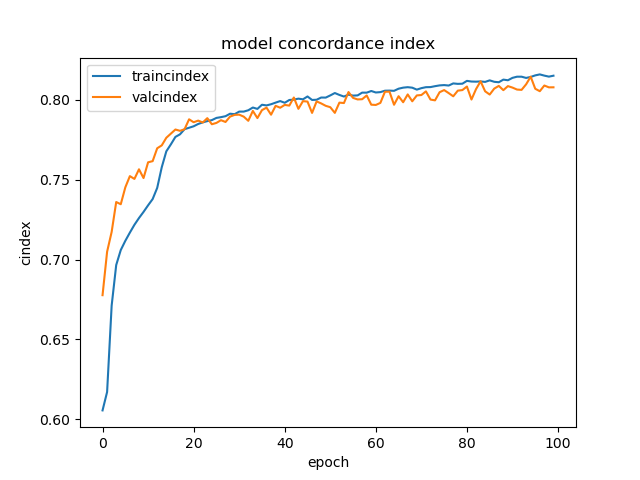 model concordance index
traincindex
valcindex
0.80
0.75
0.70
0.65
0.60
cindex
0 20 40 60 80 100
epoch